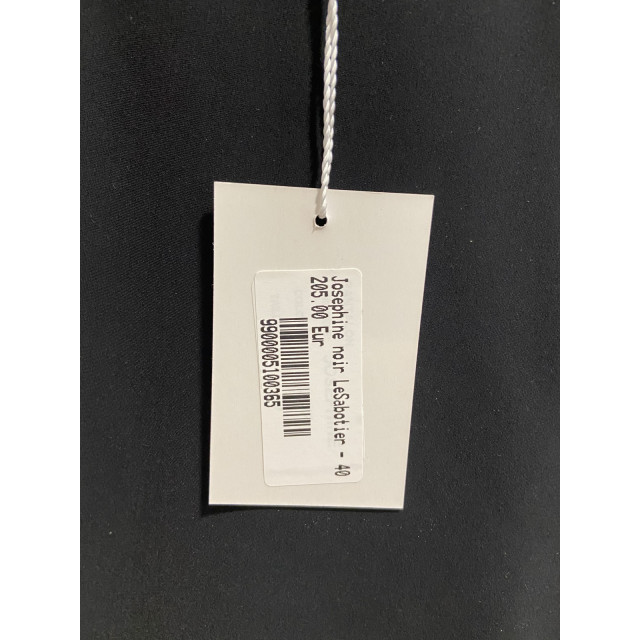 Josephine noir LeSabotier - 40
205.00 Eur
9900005100365